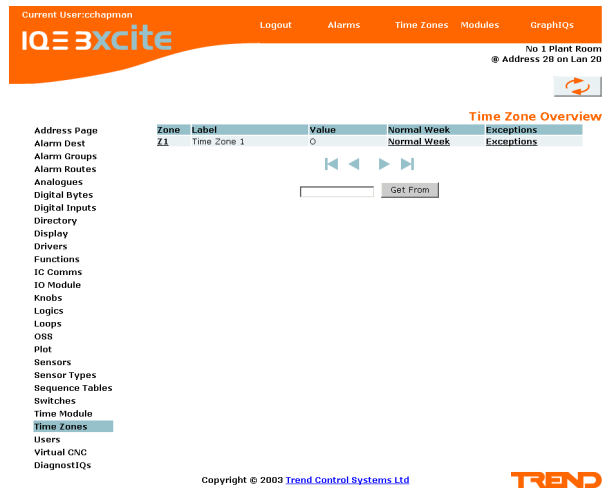 Current User:cchapman
Logout Alarms Time Zones Modules GraphIQs
IQ3XCITE
No 1 Plant Room
@ Address 28 on Lan 20
Time Zone Overview
Zone Label Value Normal Week Exceptions
Z1 Time Zone 1 O Normal Week Exceptions
Get From
Address Page
Alarm Dest
Alarm Groups
Alarm Routes
Analogues
Digital Bytes
Digital Inputs
Directory
Display
Drivers
Functions
IC Comms
IO Module
Knobs
Logics
Loops
OSS
Plot
Sensors
Sensor Types
Sequence Tables
Switches
Time Module
Time Zones
Users
Virtual CNC
DiagnostIQs
Copyright © 2003 Trend Control Systems Ltd
TREND